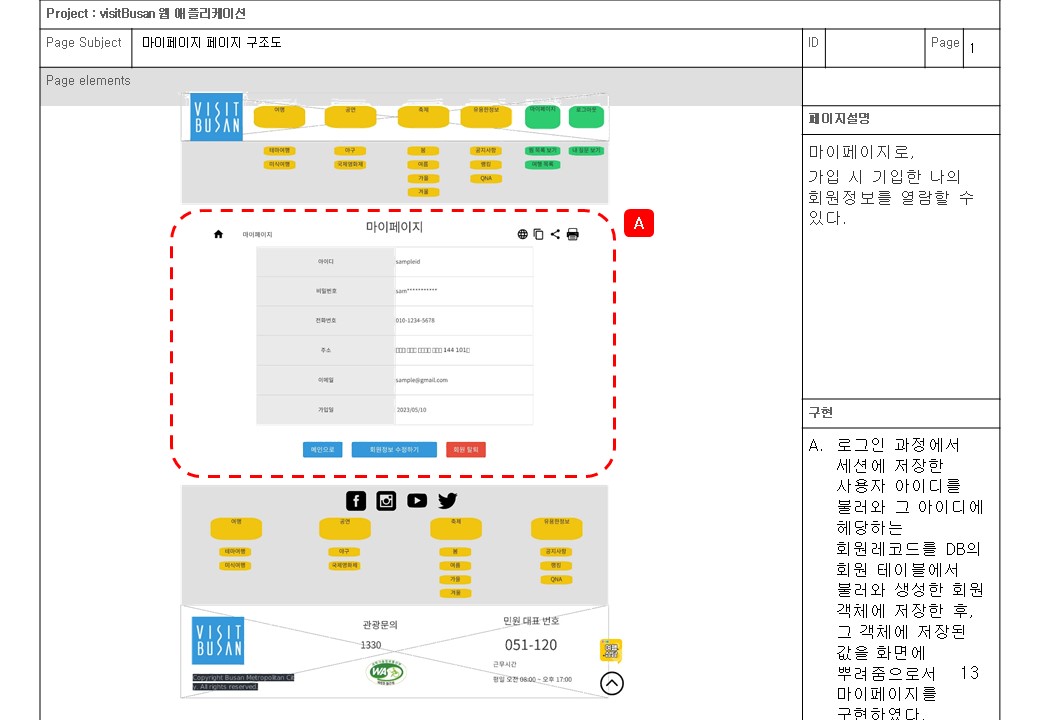 Project : visitBusan 웹 애플리케이션
Page Subject
마이페이지 페이지 구조도
ID
Page
1
Page elements
VISIT
BUSAN
여행
공연
축제
유용한정보
마이페이지
로그아웃
테마여행
야구
봄
공지사항
찜 목록 보기
내 질문 보기
미식여행
국제영화제
여름
랭킹
여행 목록
가을
QNA
겨울
마이페이지
마이페이지
A
아이디
sampleid
비밀번호
sam***********
전화번호
010-1234-5678
주소
□□□ □□□ □□□□ □□□ 144 101□
이메일
sample@gmail.com
가입일
2023/05/10
메인으로
회원정보 수정하기
회원 탈퇴
여행
공연
축제
유용한정보
테마여행
야구
봄
공지사항
미식여행
국제영화제
여름
랭킹
가을
QNA
겨울
VISIT
BUSAN
Copyright Busan Metropolitan Cit
y. All rights reserved.
관광문의
1330
WA
민원 대표 번호
051-120
근무시간
평일 오전 08:00 ~ 오후 17:00
페이지설명
마이페이지로,
가입 시 기입한 나의
회원정보를 열람할 수
있다.
구현
A. 로그인 과정에서
세션에 저장한
사용자 아이디를
불러와 그 아이디에
헤당하는
회원레코드를 DB의
회원 테이블에서
불러와 생성한 회원
객체에 저장한 후,
그 객체에 저장된
값을 화면에
뿌려줌으로서 13
마이페이지를
구현하였다.